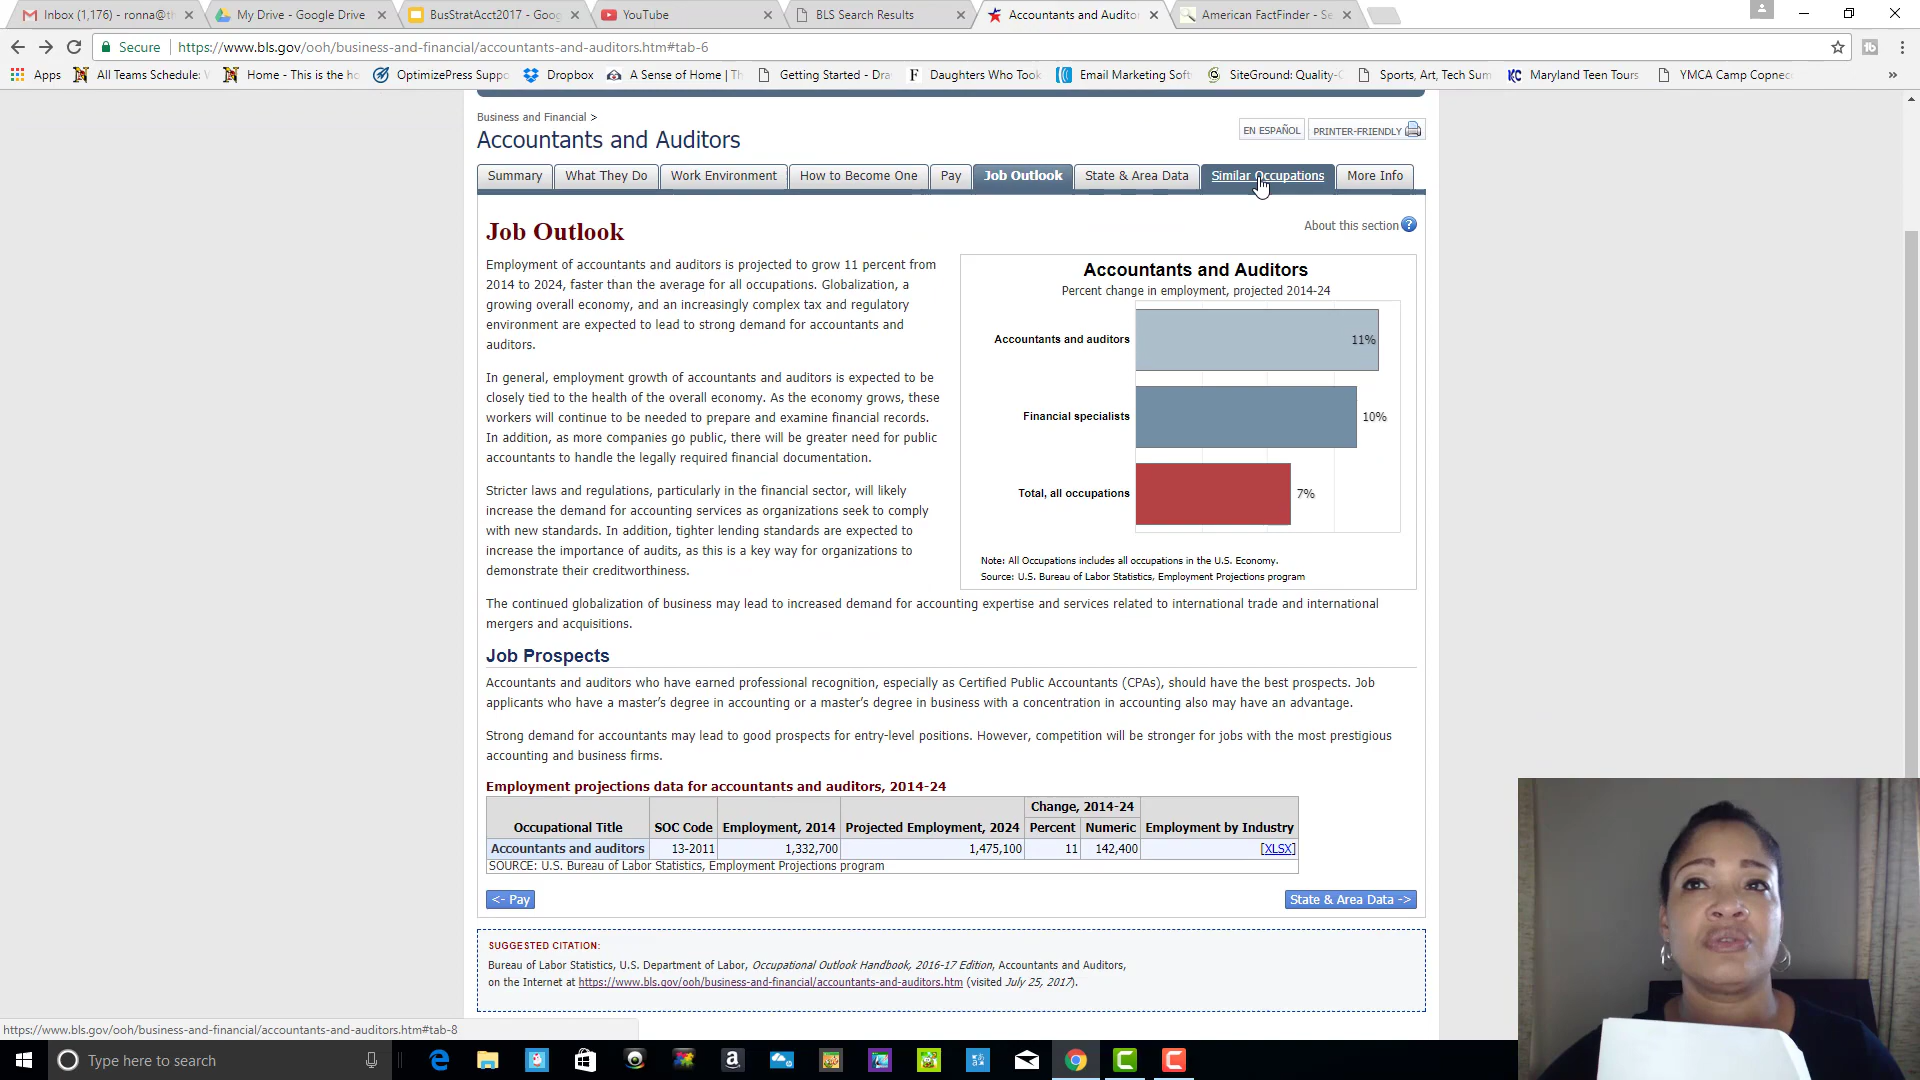 Inbox (1,176) - ronna@th
My Drive - Google Drive
BusStratAcct2017 - Goog
YouTube
BLS Search Results
Accountants and Auditor
American FactFinder - Se
Secure
https://www.bls.gov/ooh/business-and-financial/accountants-and-auditors.htm#tab-6
Apps
All Teams Schedule:
Home - This is the ho
OptimizePress Suppo
Dropbox
A Sense of Home | Th
Getting Started - Dra
Daughters Who Took
Email Marketing Soft
SiteGround: Quality-C
Sports, Art, Tech Sum
Maryland Teen Tours
YMCA Camp Copnec
»
Business and Financial >
Accountants and Auditors
EN ESPAÑOL
PRINTER-FRIENDLY
Summary
What They Do
Work Environment
How to Become One
Pay
Job Outlook
State & Area Data
Similar Occupations
More Info
Job Outlook
About this section ?
Employment of accountants and auditors is projected to grow 11 percent from
2014 to 2024, faster than the average for all occupations. Globalization, a
growing overall economy, and an increasingly complex tax and regulatory
environment are expected to lead to strong demand for accountants and
auditors.
In general, employment growth of accountants and auditors is expected to be
closely tied to the health of the overall economy. As the economy grows, these
workers will continue to be needed to prepare and examine financial records.
In addition, as more companies go public, there will be greater need for public
accountants to handle the legally required financial documentation.
Stricter laws and regulations, particularly in the financial sector, will likely
increase the demand for accounting services as organizations seek to comply
with new standards. In addition, tighter lending standards are expected to
increase the importance of audits, as this is a key way for organizations to
demonstrate their creditworthiness.
Accountants and Auditors
Percent change in employment, projected 2014-24
Accountants and auditors
11%
Financial specialists
10%
Total, all occupations
7%
Note: All Occupations includes all occupations in the U.S. Economy.
Source: U.S. Bureau of Labor Statistics, Employment Projections program
The continued globalization of business may lead to increased demand for accounting expertise and services related to international trade and international
mergers and acquisitions.
Job Prospects
Accountants and auditors who have earned professional recognition, especially as Certified Public Accountants (CPAs), should have the best prospects. Job
applicants who have a master's degree in accounting or a master's degree in business with a concentration in accounting also may have an advantage.
Strong demand for accountants may lead to good prospects for entry-level positions. However, competition will be stronger for jobs with the most prestigious
accounting and business firms.
Employment projections data for accountants and auditors, 2014-24
Change, 2014-24
Occupational Title SOC Code Employment, 2014 Projected Employment, 2024 Percent Numeric Employment by Industry
Accountants and auditors 13-2011 1,332,700 1,475,100 11 142,400 [XLSX]
SOURCE: U.S. Bureau of Labor Statistics, Employment Projections program
<- Pay
State & Area Data ->
SUGGESTED CITATION:
Bureau of Labor Statistics, U.S. Department of Labor, Occupational Outlook Handbook, 2016-17 Edition, Accountants and Auditors,
on the Internet at https://www.bls.gov/ooh/business-and-financial/accountants-and-auditors.htm (visited July 25, 2017).
https://www.bls.gov/ooh/business-and-financial/accountants-and-auditors.htm#tab-8
Type here to search